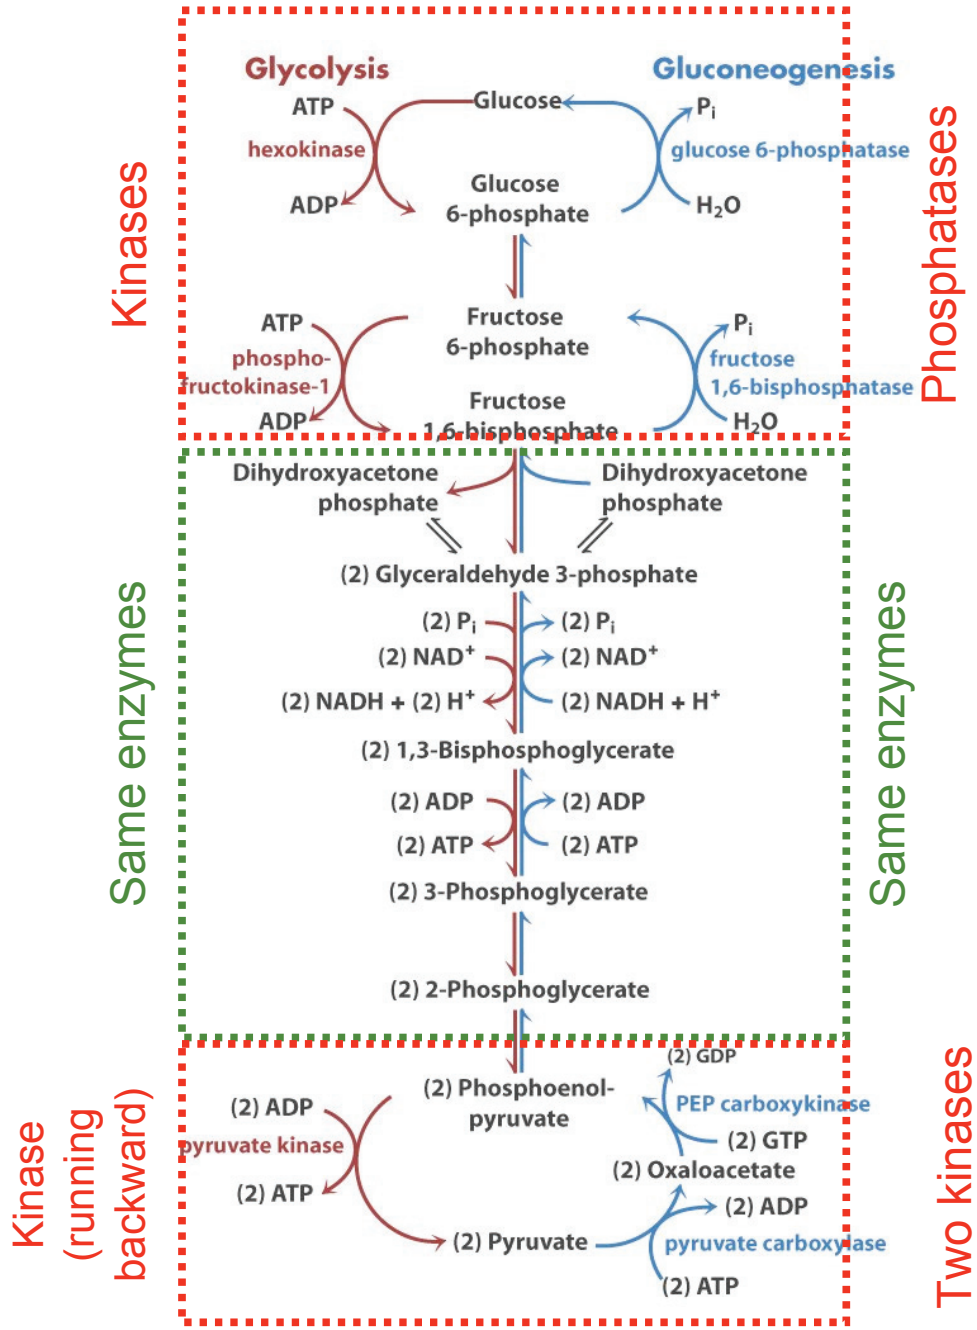 Glycolysis
Gluconeogenesis
ATP
Glucose
Pi
hexokinase
glucose 6-phosphatase
ADP
Glucose
6-phosphate
H2O
Kinases
Phosphatases
ATP
Fructose
6-phosphate
Pi
phospho-
fructokinase-1
fructose
1,6-bisphosphatase
ADP
Fructose
1,6-bisphosphate
H2O
Dihydroxyacetone
phosphate
Dihydroxyacetone
phosphate
(2) Glyceraldehyde 3-phosphate
(2) Pi
(2) Pi
(2) NAD+
(2) NAD+
(2) NADH + (2) H+
(2) NADH + H+
(2) 1,3-Bisphosphoglycerate
Same enzymes
Same enzymes
(2) ADP
(2) ADP
(2) ATP
(2) ATP
(2) 3-Phosphoglycerate
(2) 2-Phosphoglycerate
(2) GDP
(2) Phosphoenol-
pyruvate
(2) ADP
PEP carboxykinase
pyruvate kinase
(2) GTP
(2) ATP
(2) Oxaloacetate
(2) ADP
(2) Pyruvate
pyruvate carboxylase
(2) ATP
Kinase
(running
backward)
Two kinases